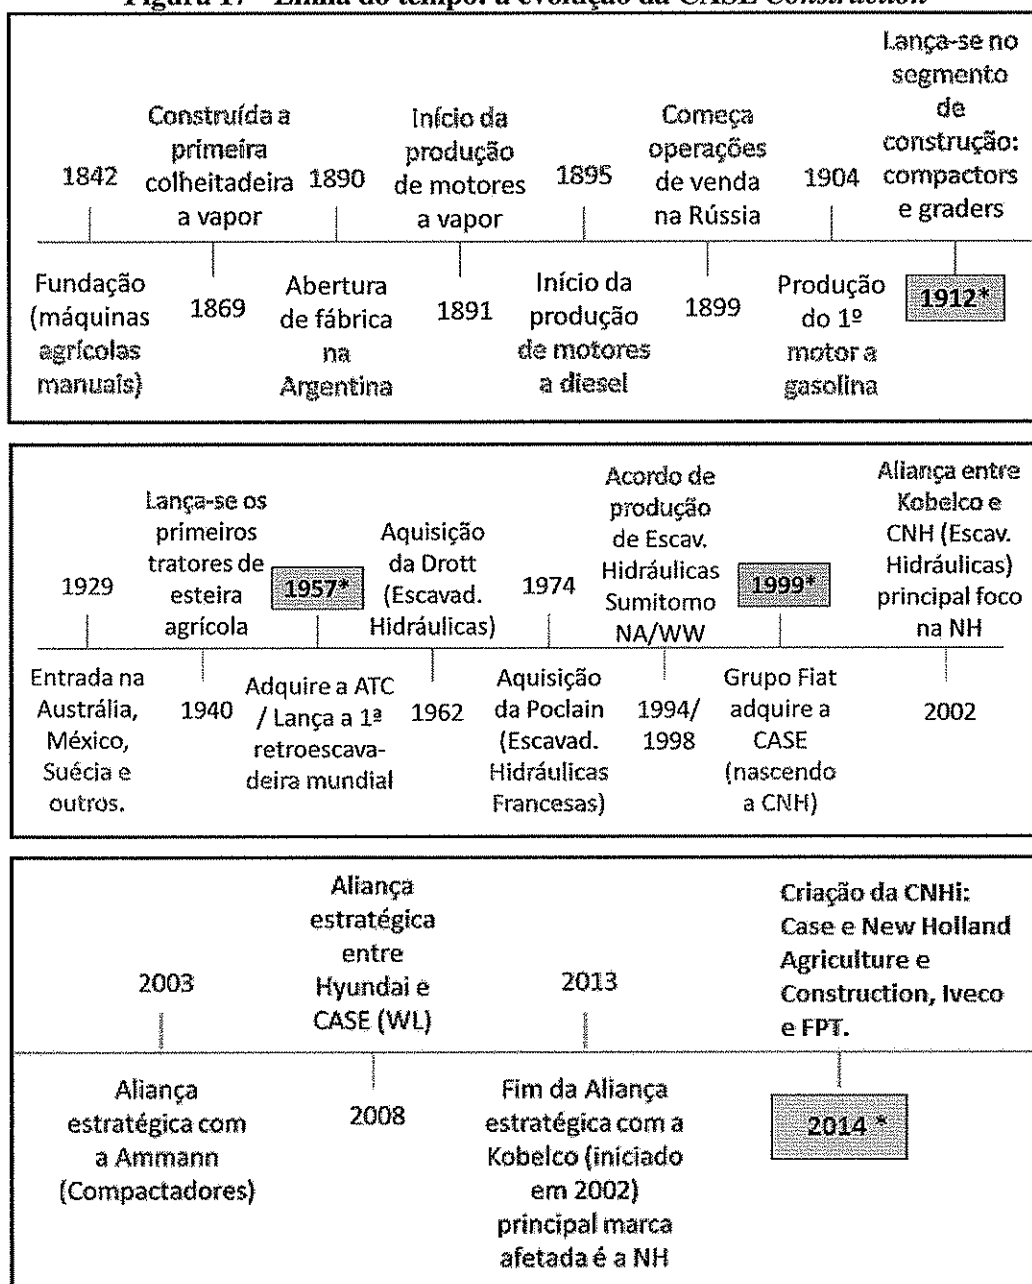 Figura 17 - Linha do tempo: a evolução da CASE Construction
1842
Fundação
(máquinas
agrícolas
manuais)
Construída a
primeira
colheitadeira
a vapor
1869
1890
Abertura
de fábrica
na
Argentina
Início da
produção
de motores
a vapor
1891
1895
Início da
produção
de motores
a diesel
Começa
operações
de venda
na Rússia
1899
1904
Produção
do 1º
motor a
gasolina
Lança-se no
segmento
de
construção:
compactors
e graders
1912*
1929
Entrada na
Austrália,
México,
Suécia e
outros.
Lança-se os
primeiros
tratores de
esteira
agrícola
1940
1957*
Adquire a ATC
/ Lança a 1ª
retroescava-
deira mundial
Aquisição
da Drott
(Escavad.
Hidráulicas)
1962
1974
Aquisição
da Poclain
(Escavad.
Hidráulicas
Francesas)
Acordo de
produção
de Escav.
Hidráulicas
Sumitomo
NA/WW
1994/
1998
1999*
Grupo Fiat
adquire a
CASE
(nascendo
a CNH)
Aliança entre
Kobelco e
CNH (Escav.
Hidráulicas)
principal foco
na NH
2002
2003
Aliança
estratégica com
a Ammann
(Compactadores)
Aliança
estratégica
entre
Hyundai e
CASE (WL)
2008
2013
Fim da Aliança
estratégica com a
Kobelco (iniciado
em 2002)
principal marca
afetada é a NH
Criação da CNHi:
Case e New Holland
Agriculture e
Construction, Iveco
e FPT.
2014 *